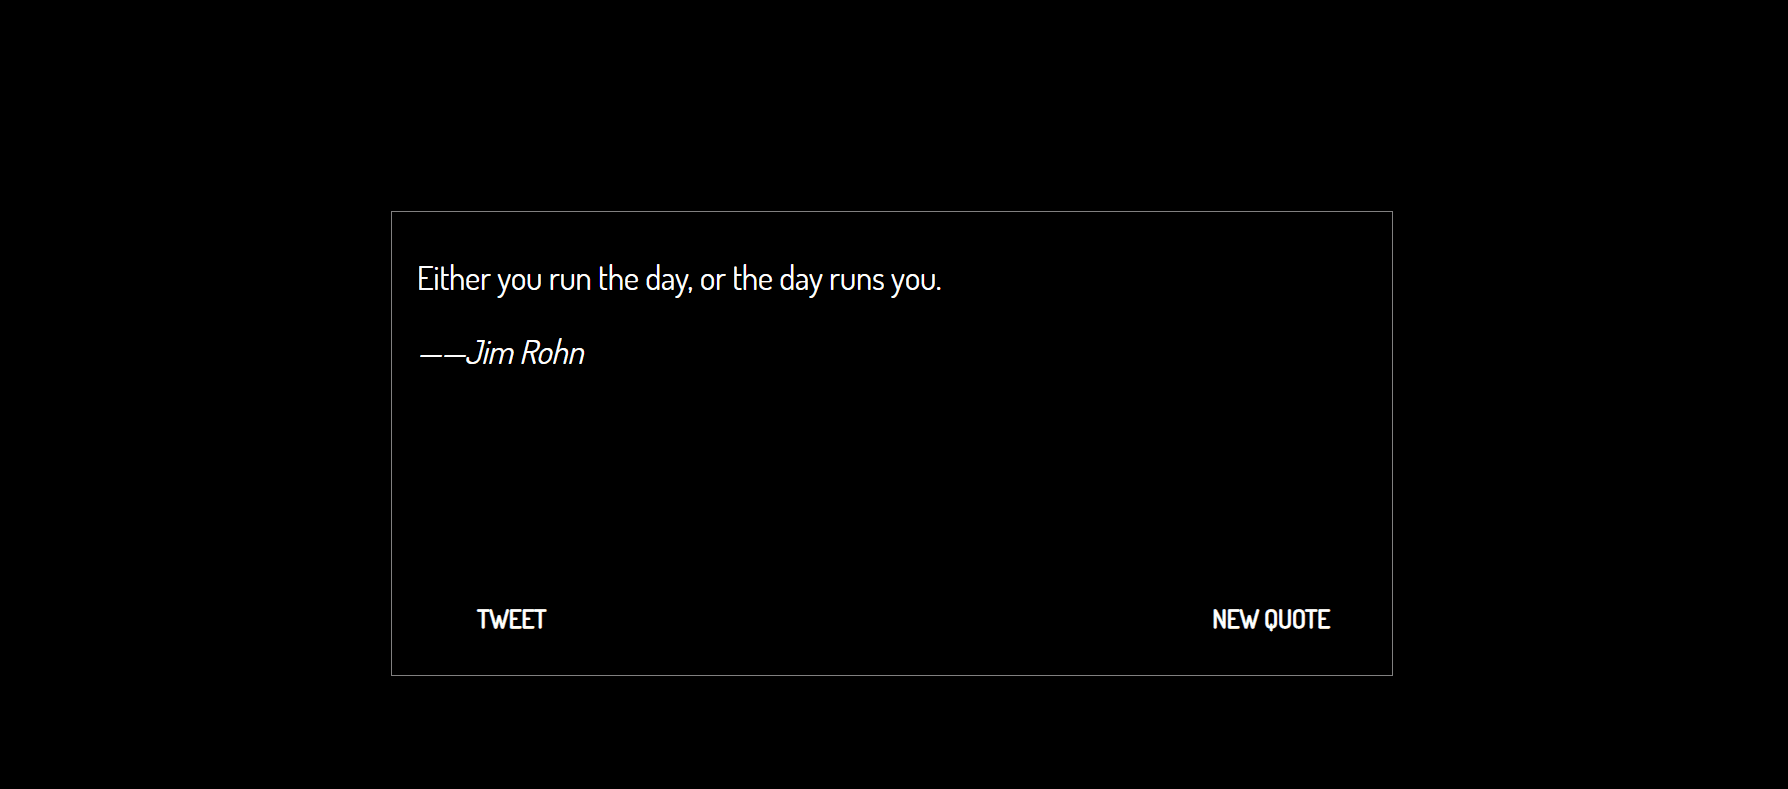 Either you run the day, or the day runs you.
——Jim Rohn
TWEET
NEW QUOTE